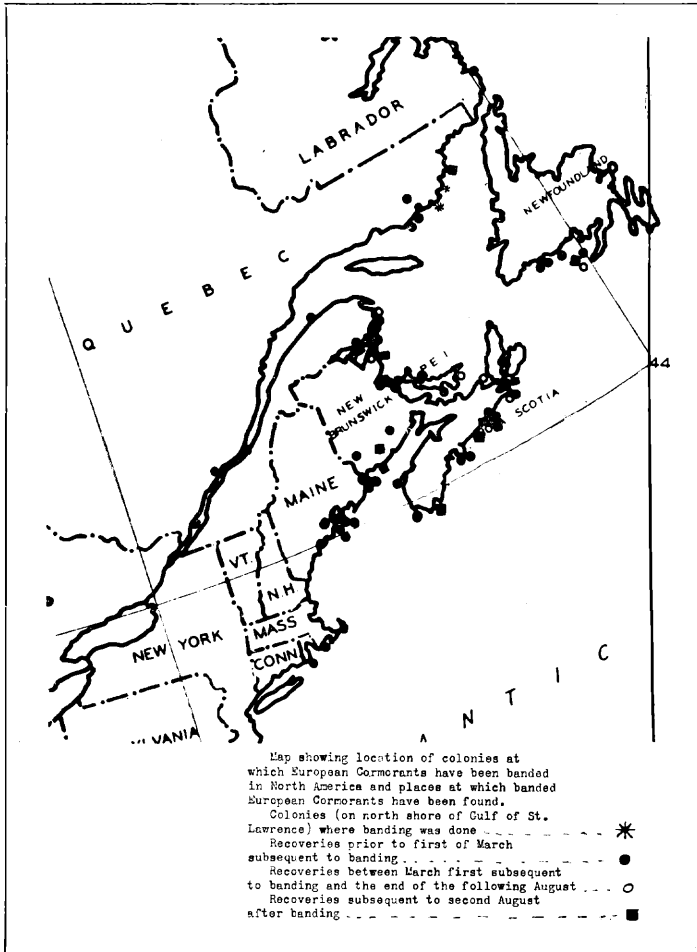 LABRADOR
NEWFOUNDLAND
QUEBEC
P E I
44
NEW
BRUNSWICK
SCOTIA
MAINE
VT.
N.H
NEW YORK
MASS
CONN
NTIC
LVANIA
Map showing location of colonies at
which European Cormorants have been banded
in North America and places at which banded
European Cormorants have been found.
Colonies (on north shore of Gulf of St.
Lawrence) where banding was done
Recoveries prior to first of March
subsequent to banding
Recoveries between March first subsequent
to banding and the end of the following August
Recoveries subsequent to second August
after banding